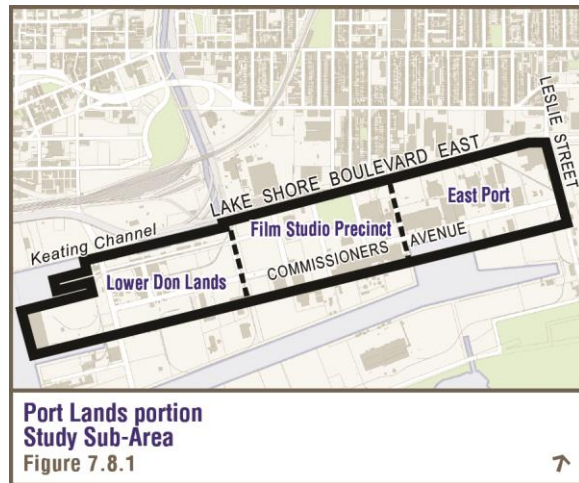 LESLIE STREET
LAKE SHORE BOULEVARD EAST
East Port
Keating Channel
Film Studio Precinct
COMMISSIONERS AVENUE
Lower Don Lands
Port Lands portion
Study Sub-Area
Figure 7.8.1